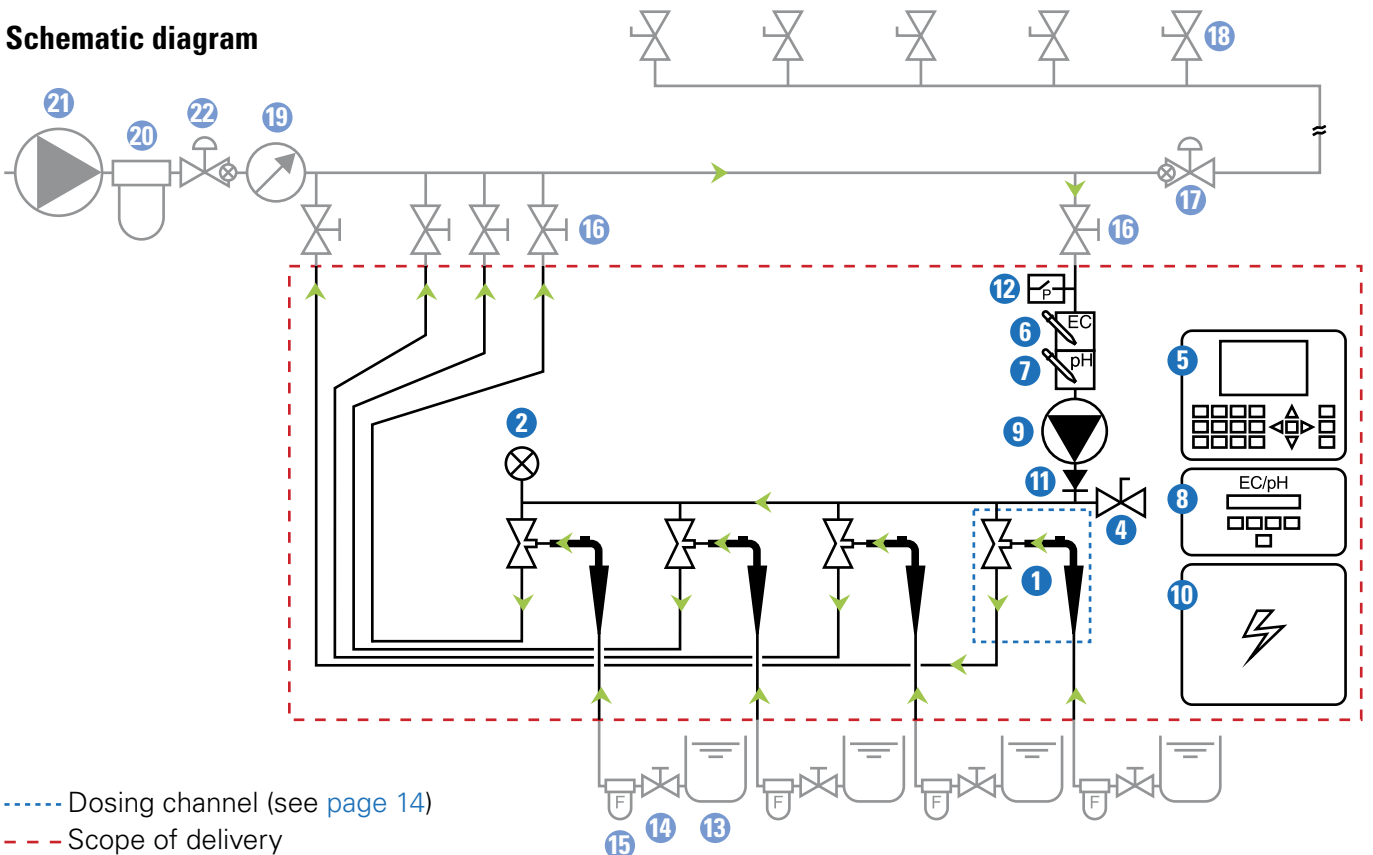 Schematic diagram
18
21
20
22
19
17
16
16
12
P
6
EC
7
pH
5
2
9
11
4
8
EC/pH
1
10
F
F
F
F
15
14
13
Dosing channel (see page 14)
Scope of delivery